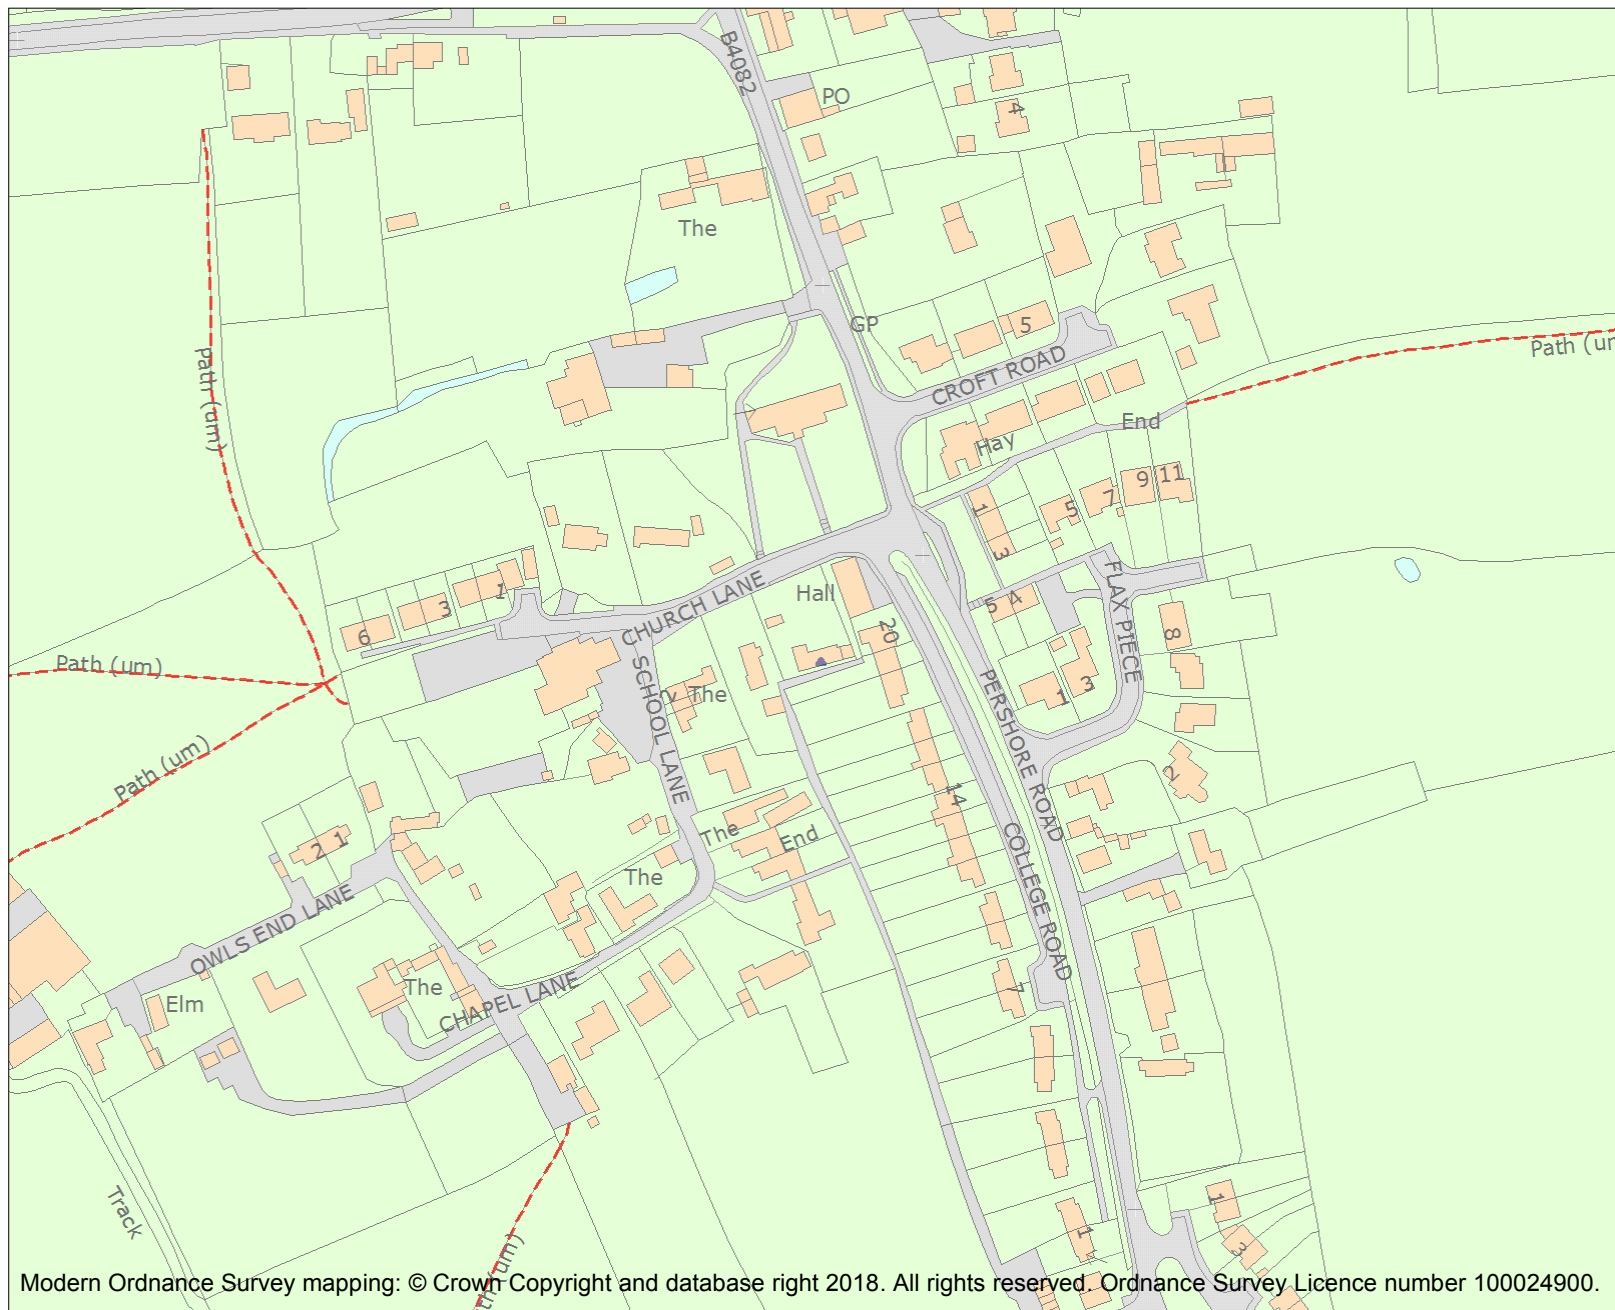 B4082
PO
4
The
GP
5
CROFT ROAD
Path (um)
Path (ur
End
Hay
9 11
7
5
1
3
CHURCH LANE
Hall
1
3
6
5 4
FLAX PIECE
8
20
Path (um)
SCHOOL LANE
The
PERSHORE ROAD
1 3
Path (um)
2
14
2 1
The
End
COLLEGE ROAD
The
OWLS END LANE
The
Elm
CHAPEL LANE
7
Track
1
3
1
th (um)
Modern Ordnance Survey mapping: © Crown Copyright and database right 2018. All rights reserved. Ordnance Survey Licence number 100024900.